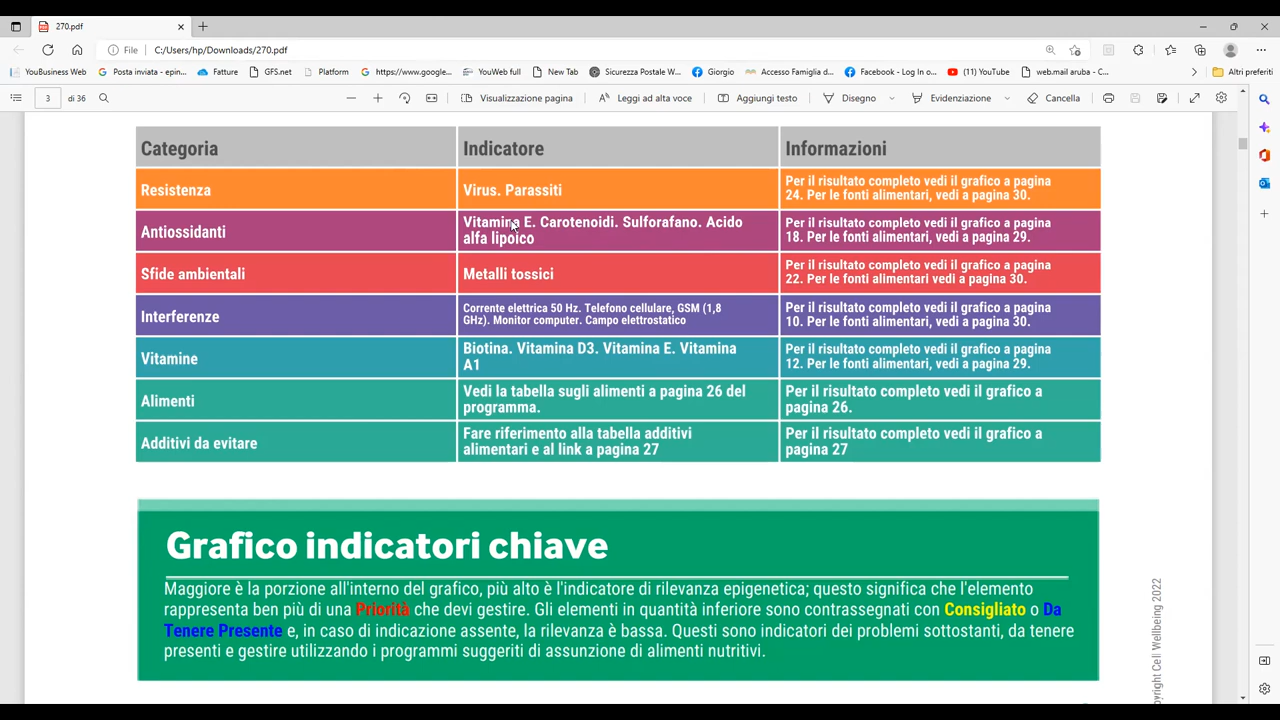 270.pdf
File C:/Users/hp/Downloads/270.pdf
YouBusiness Web Posta inviata - epin... Fatture GFS.net Platform https://www.google... YouWeb full New Tab Sicurezza Postale W... Giorgio Accesso Famiglia d... Facebook - Log In o... (11) YouTube web.mail aruba - C... Altri preferiti
3 di 36 Visualizzazione pagina Leggi ad alta voce Aggiungi testo Disegno Evidenziazione Cancella
Categoria Indicatore Informazioni
Resistenza
Virus. Parassiti
Per il risultato completo vedi il grafico a pagina
24. Per le fonti alimentari, vedi a pagina 30.
Antiossidanti
Vitamina E. Carotenoidi. Sulforafano. Acido
alfa lipoico
Per il risultato completo vedi il grafico a pagina
18. Per le fonti alimentari, vedi a pagina 29.
Sfide ambientali
Metalli tossici
Per il risultato completo vedi il grafico a pagina
22. Per le fonti alimentari vedi a pagina 30.
Interferenze
Corrente elettrica 50 Hz. Telefono cellulare, GSM (1,8
GHz). Monitor computer. Campo elettrostatico
Per il risultato completo vedi il grafico a pagina
10. Per le fonti alimentari, vedi a pagina 30.
Vitamine
Biotina. Vitamina D3. Vitamina E. Vitamina
A1
Per il risultato completo vedi il grafico a pagina
12. Per le fonti alimentari, vedi a pagina 29.
Alimenti
Vedi la tabella sugli alimenti a pagina 26 del
programma.
Per il risultato completo vedi il grafico a
pagina 26.
Additivi da evitare
Fare riferimento alla tabella additivi
alimentari e al link a pagina 27
Per il risultato completo vedi il grafico a
pagina 27
Grafico indicatori chiave
Maggiore è la porzione all'interno del grafico, più alto è l'indicatore di rilevanza epigenetica; questo significa che l'elemento
rappresenta ben più di una Priorità che devi gestire. Gli elementi in quantità inferiore sono contrassegnati con Consigliato o Da
Tenere Presente e, in caso di indicazione assente, la rilevanza è bassa. Questi sono indicatori dei problemi sottostanti, da tenere
presenti e gestire utilizzando i programmi suggeriti di assunzione di alimenti nutritivi.
yright Cell Wellbeing 2022